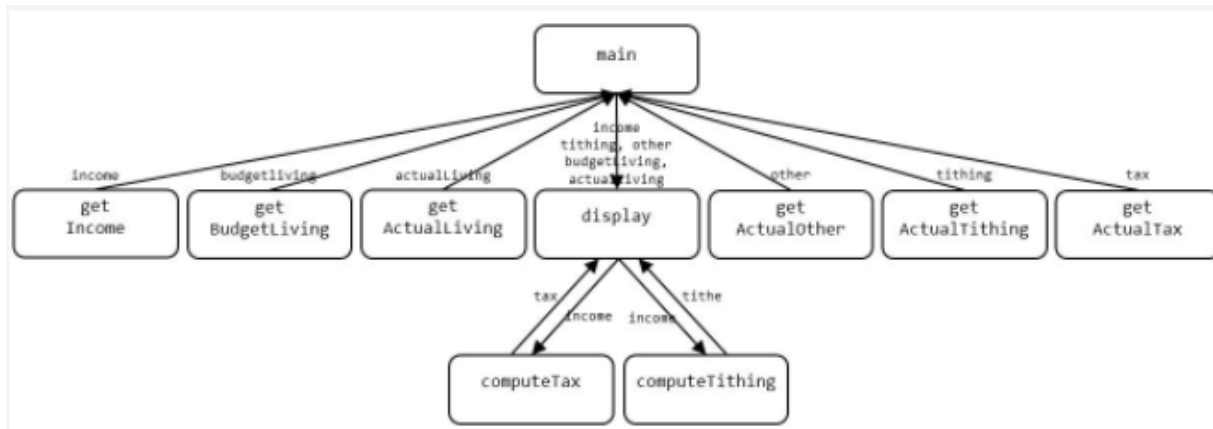 main
income
tithing, other
budgetLiving,
actualLiving
income
budgetliving
actualLiving
other
tithing
tax
get
Income
get
BudgetLiving
get
ActualLiving
display
get
ActualOther
get
ActualTithing
get
ActualTax
tax
income
income
tithe
computeTax
computeTithing